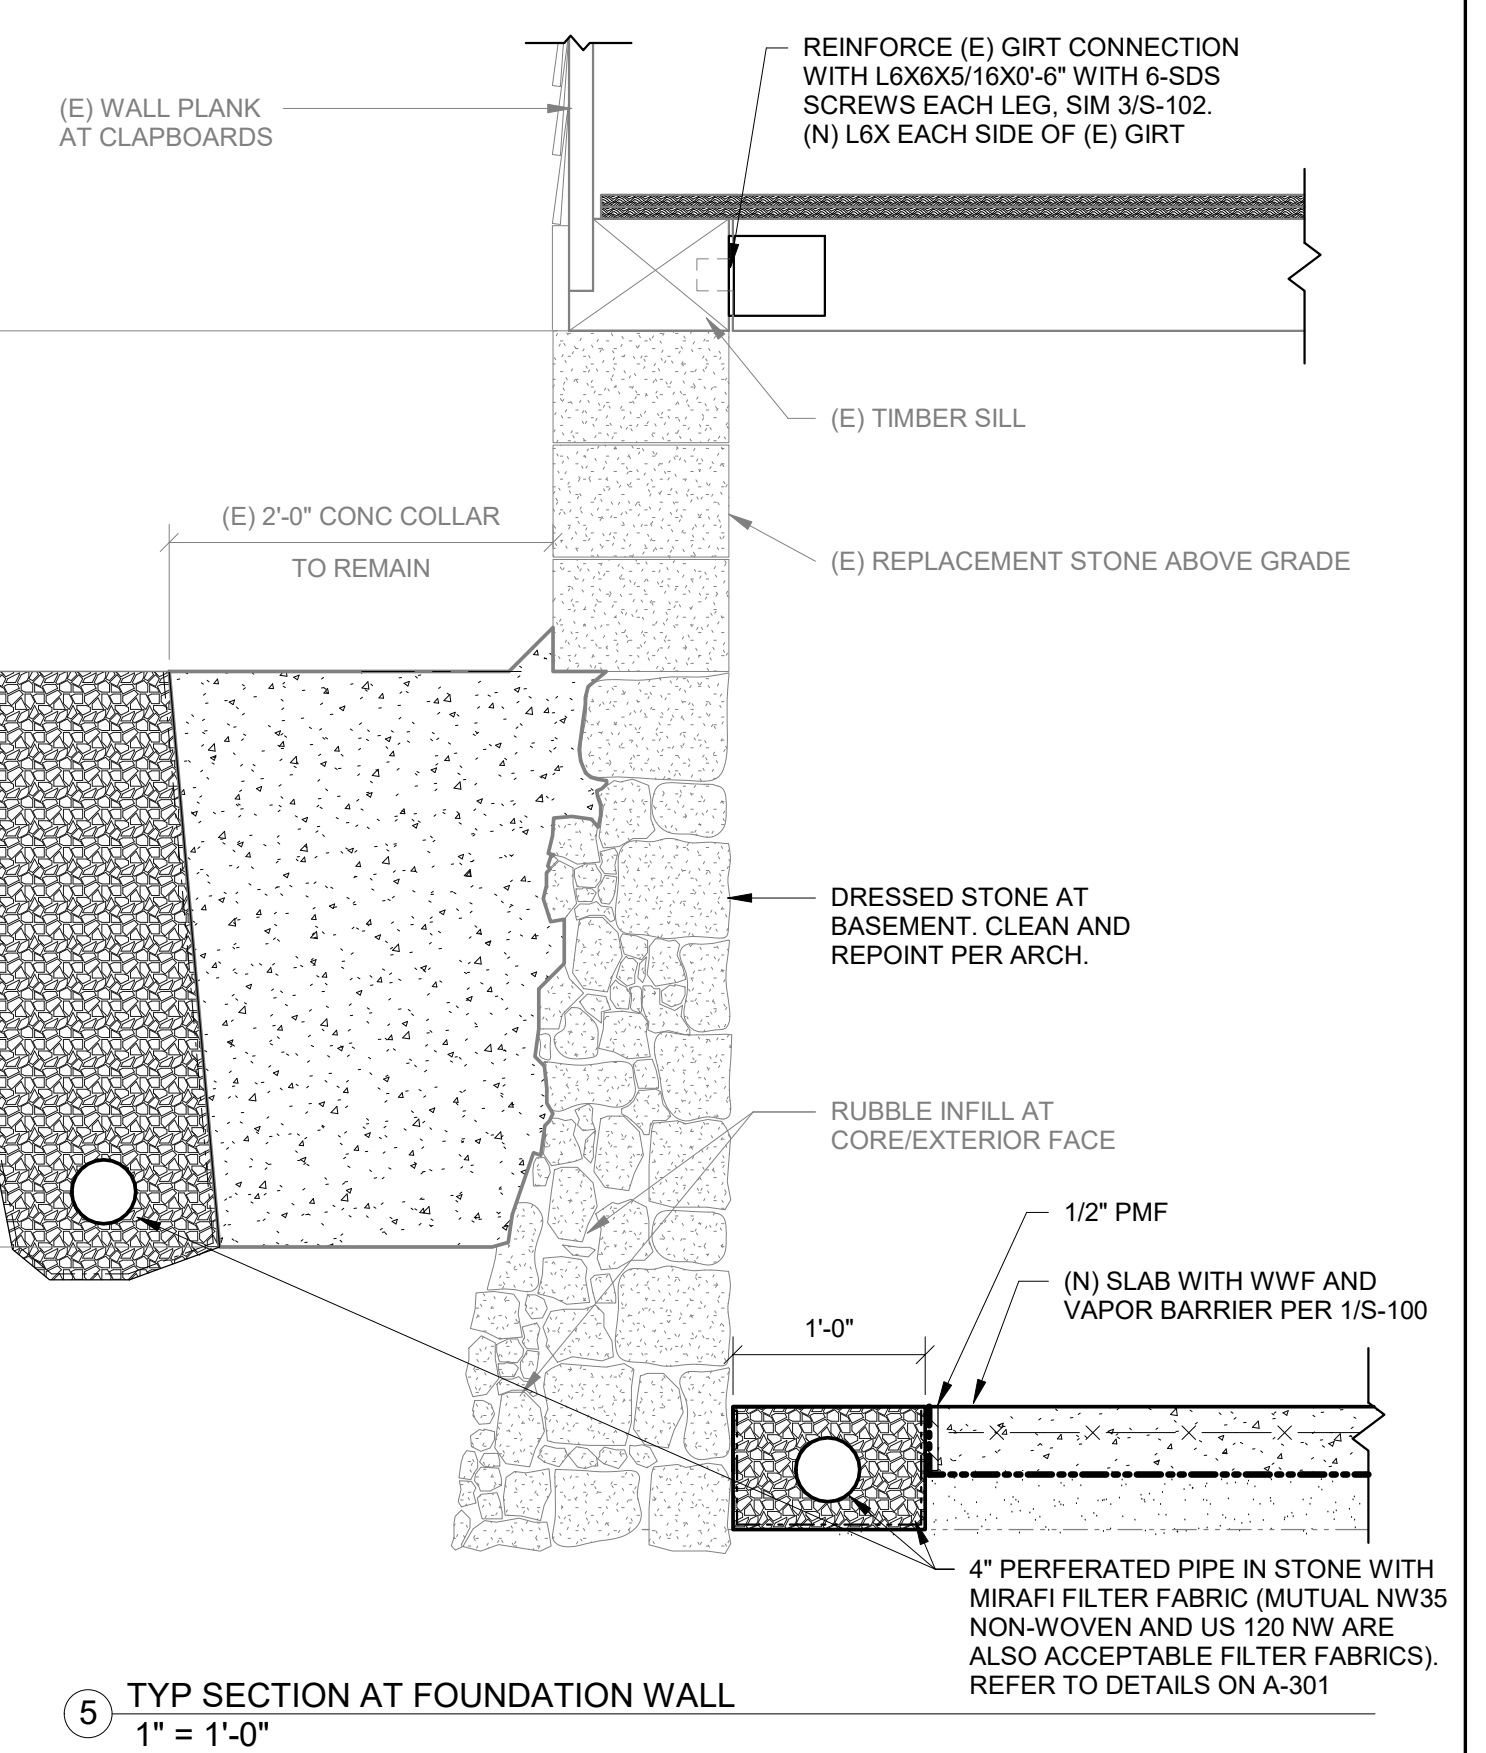 REINFORCE (E) GIRT CONNECTION
WITH L6X6X5/16X0'-6" WITH 6-SDS
SCREWS EACH LEG, SIM 3/S-102.
(N) L6X EACH SIDE OF (E) GIRT
(E) WALL PLANK
AT CLAPBOARDS
(E) TIMBER SILL
(E) 2'-0" CONC COLLAR
TO REMAIN
(E) REPLACEMENT STONE ABOVE GRADE
DRESSED STONE AT
BASEMENT. CLEAN AND
REPOINT PER ARCH.
RUBBLE INFILL AT
CORE/EXTERIOR FACE
1/2" PMF
(N) SLAB WITH WWF AND
VAPOR BARRIER PER 1/S-100
1'-0"
4" PERFERATED PIPE IN STONE WITH
MIRAFI FILTER FABRIC (MUTUAL NW35
NON-WOVEN AND US 120 NW ARE
ALSO ACCEPTABLE FILTER FABRICS).
REFER TO DETAILS ON A-301
5 TYP SECTION AT FOUNDATION WALL
1" = 1'-0"